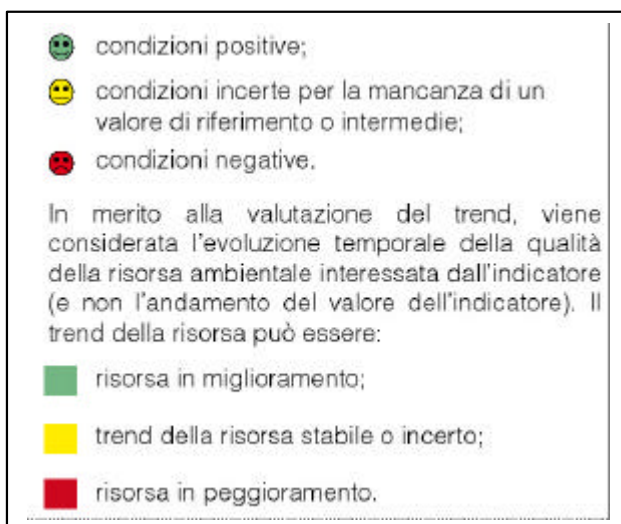 condizioni positive;
condizioni incerte per la mancanza di un
valore di riferimento o intermedie;
condizioni negative.
In merito alla valutazione del trend, viene
considerata l'evoluzione temporale della qualità
della risorsa ambientale interessata dall'indicatore
(e non l'andamento del valore dell'indicatore). Il
trend della risorsa può essere:
risorsa in miglioramento;
trend della risorsa stabile o incerto;
risorsa in peggioramento.